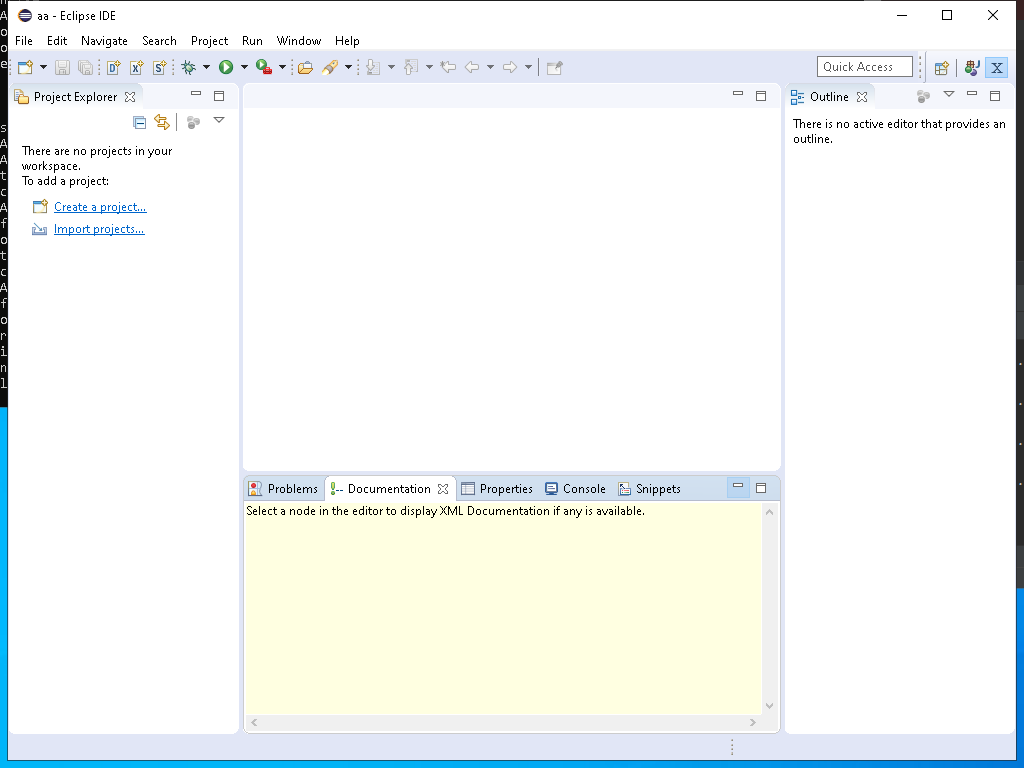 aa - Eclipse IDE
File Edit Navigate Search Project Run Window Help
Quick Access
Project Explorer
There are no projects in your
workspace.
To add a project:
Create a project...
Import projects...
Outline
There is no active editor that provides an
outline.
Problems Documentation Properties Console Snippets
Select a node in the editor to display XML Documentation if any is available.